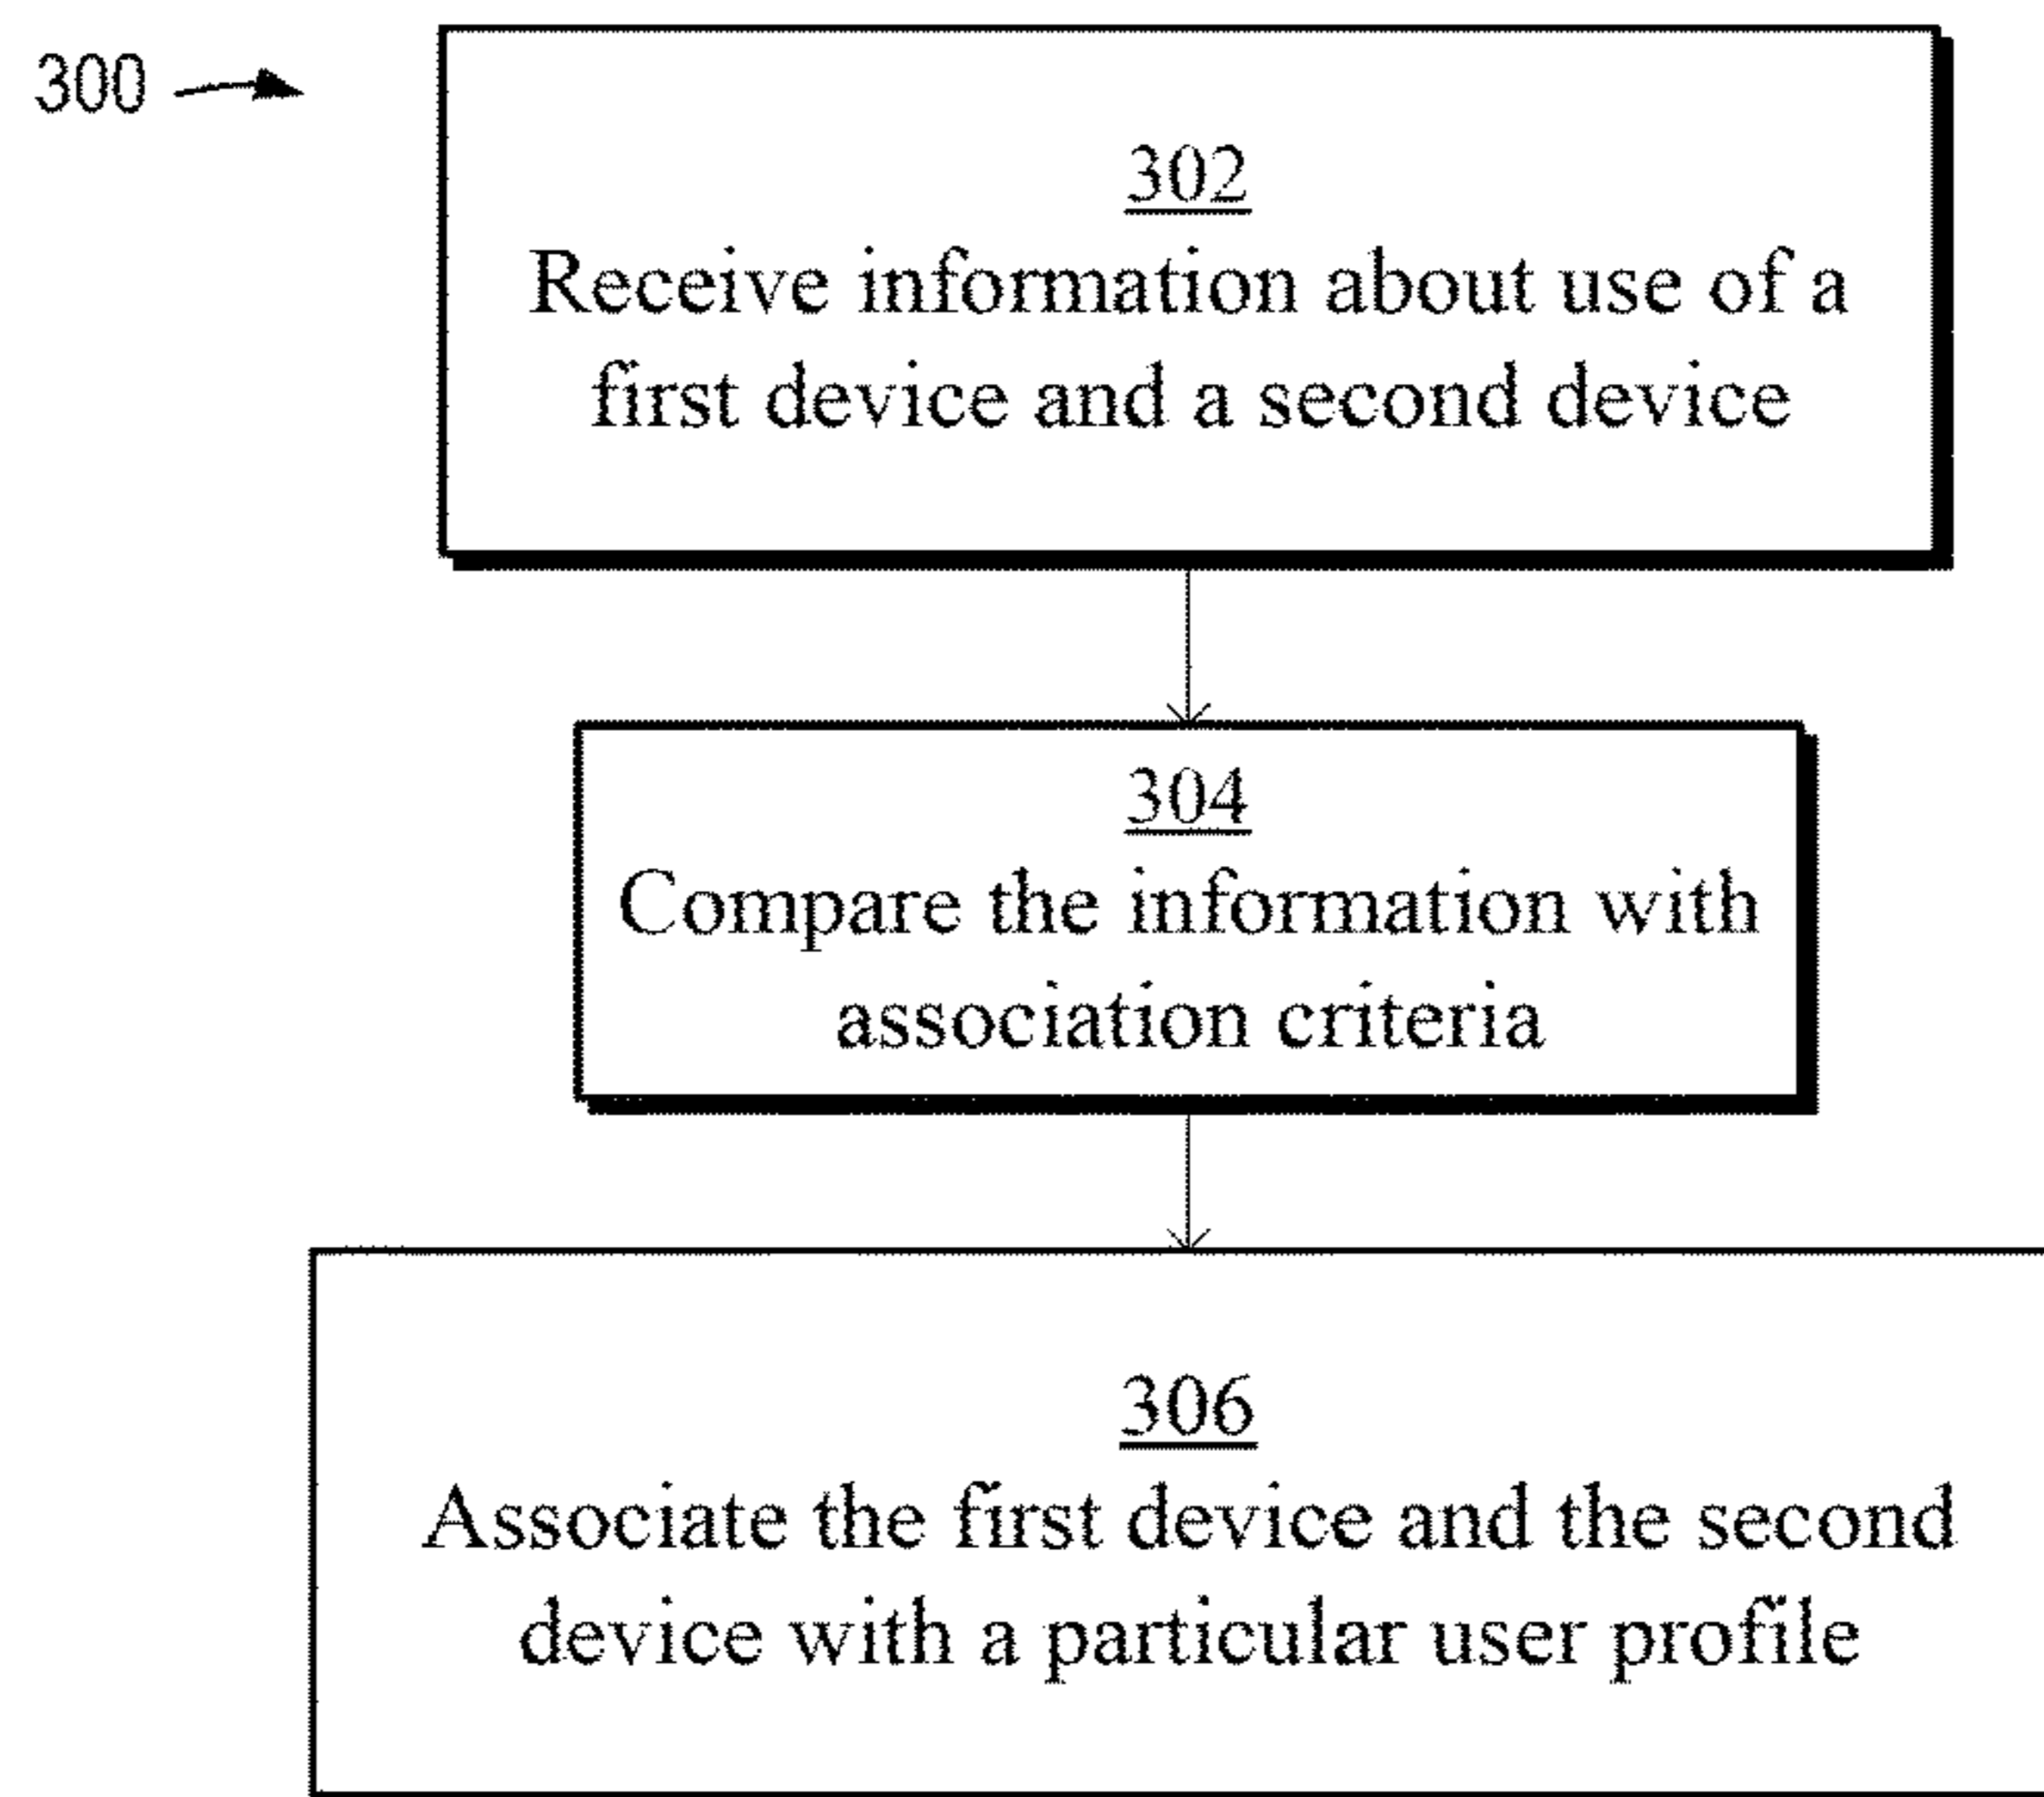 300
302
Receive information about use of a
first device and a second device
304
Compare the information with
association criteria
306
Associate the first device and the second
device with a particular user profile